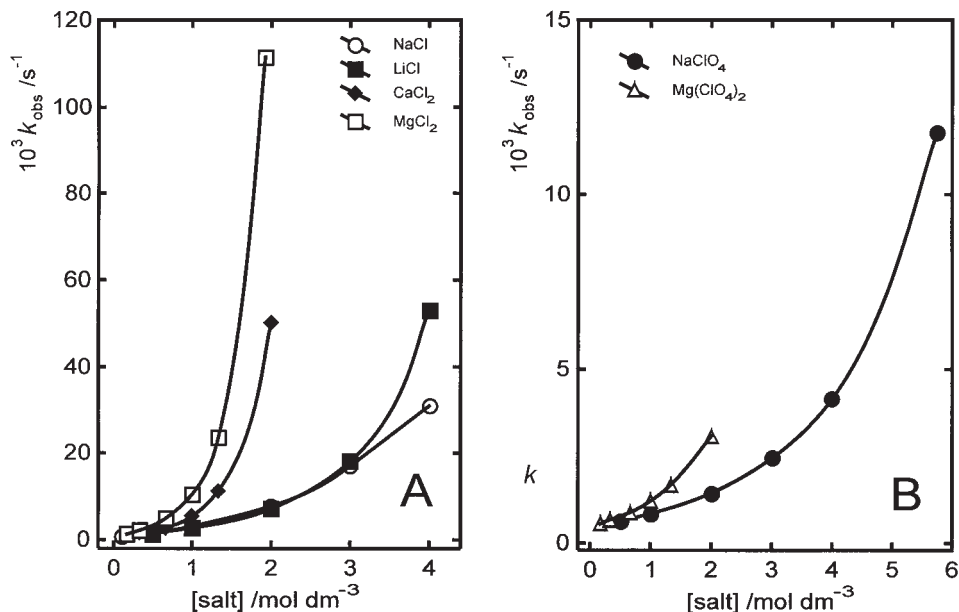 120
100
80
60
40
20
0
10³ k_obs /s⁻¹
NaCl
LiCl
CaCl₂
MgCl₂
A
0 1 2 3 4
[salt] /mol dm⁻³
15
10
5
0
10³ k_obs /s⁻¹
k
NaClO₄
Mg(ClO₄)₂
B
0 1 2 3 4 5 6
[salt] /mol dm⁻³